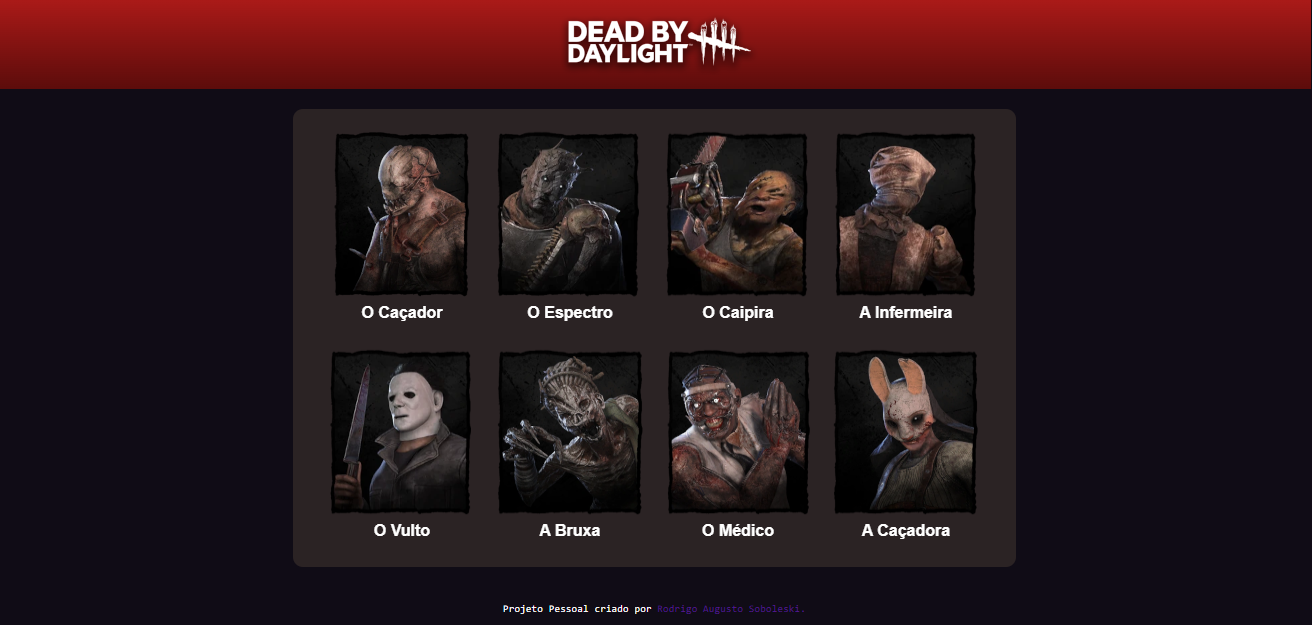 DEAD BY
DAYLIGHT
O Caçador
O Espectro
O Caipira
A Infermeira
O Vulto
A Bruxa
O Médico
A Caçadora
Projeto Pessoal criado por Rodrigo Augusto Soboleski.